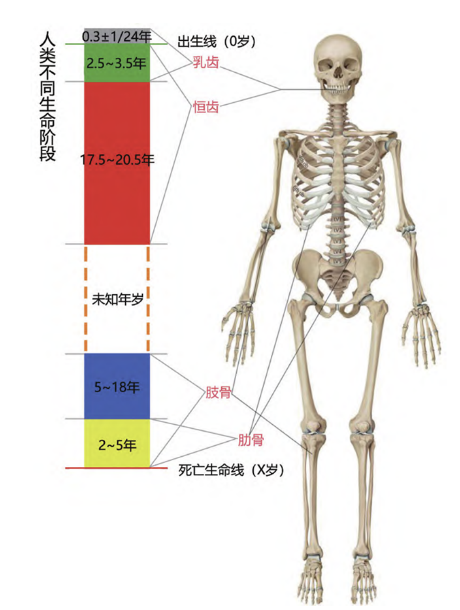 人类不同生命阶段
0.3±1/24年
出生线（0岁）
2.5~3.5年
乳齿
恒齿
17.5~20.5年
未知年岁
5~18年
肢骨
2~5年
肋骨
死亡生命线（X岁）